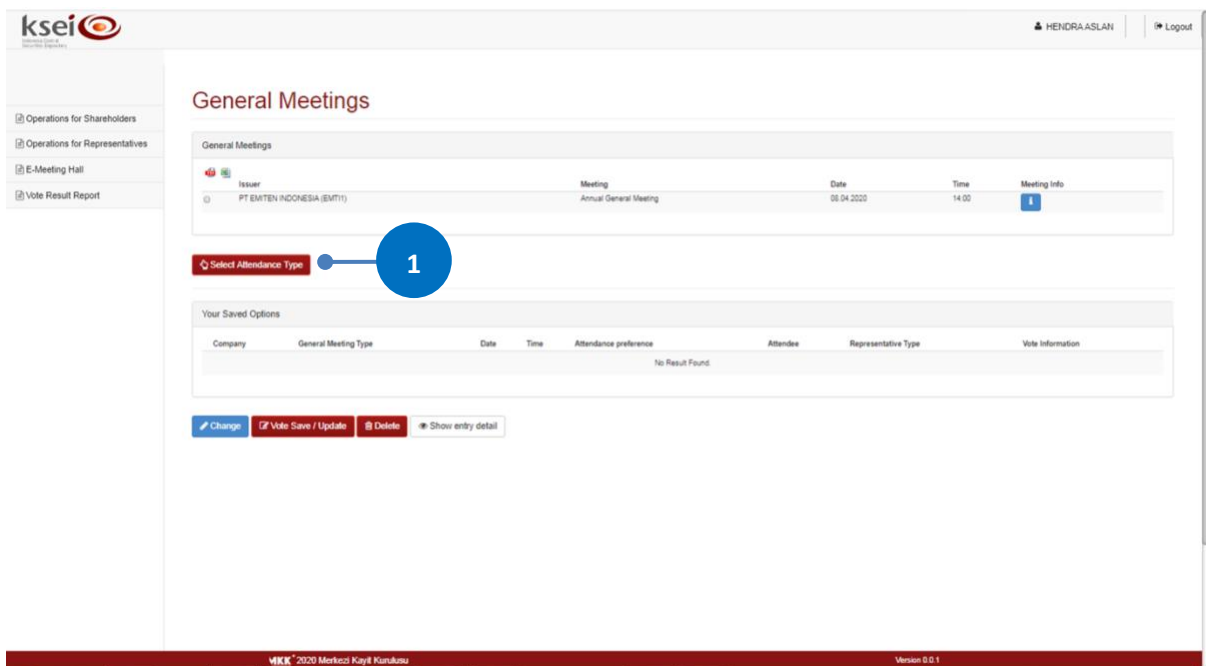 ksei
HENDRA ASLAN
Logout
General Meetings
Operations for Shareholders
Operations for Representatives
E-Meeting Hall
Vote Result Report
General Meetings
Issuer Meeting Date Time Meeting Info
PT EMITEN INDONESIA (EMTI1) Annual General Meeting 08.04.2020 14:00
Select Attendance Type
1
Your Saved Options
Company General Meeting Type Date Time Attendance preference Attendee Representative Type Vote Information
No Result Found.
Change Vote Save / Update Delete Show entry detail
MKK 2020 Merkezi Kayit Kurulusu Version 0.0.1